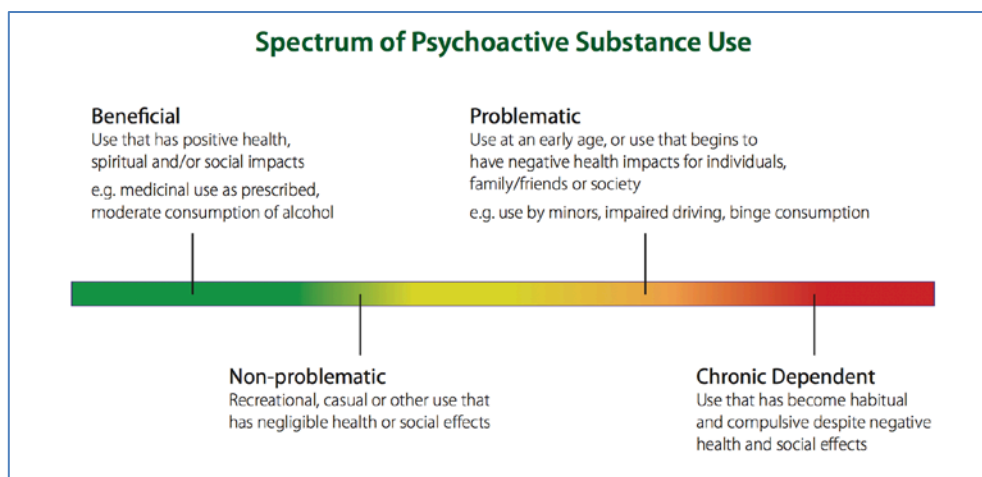 Spectrum of Psychoactive Substance Use
Beneficial
Use that has positive health,
spiritual and/or social impacts
e.g. medicinal use as prescribed,
moderate consumption of alcohol
Problematic
Use at an early age, or use that begins to
have negative health impacts for individuals,
family/friends or society
e.g. use by minors, impaired driving, binge consumption
Non-problematic
Recreational, casual or other use that
has negligible health or social effects
Chronic Dependent
Use that has become habitual
and compulsive despite negative
health and social effects